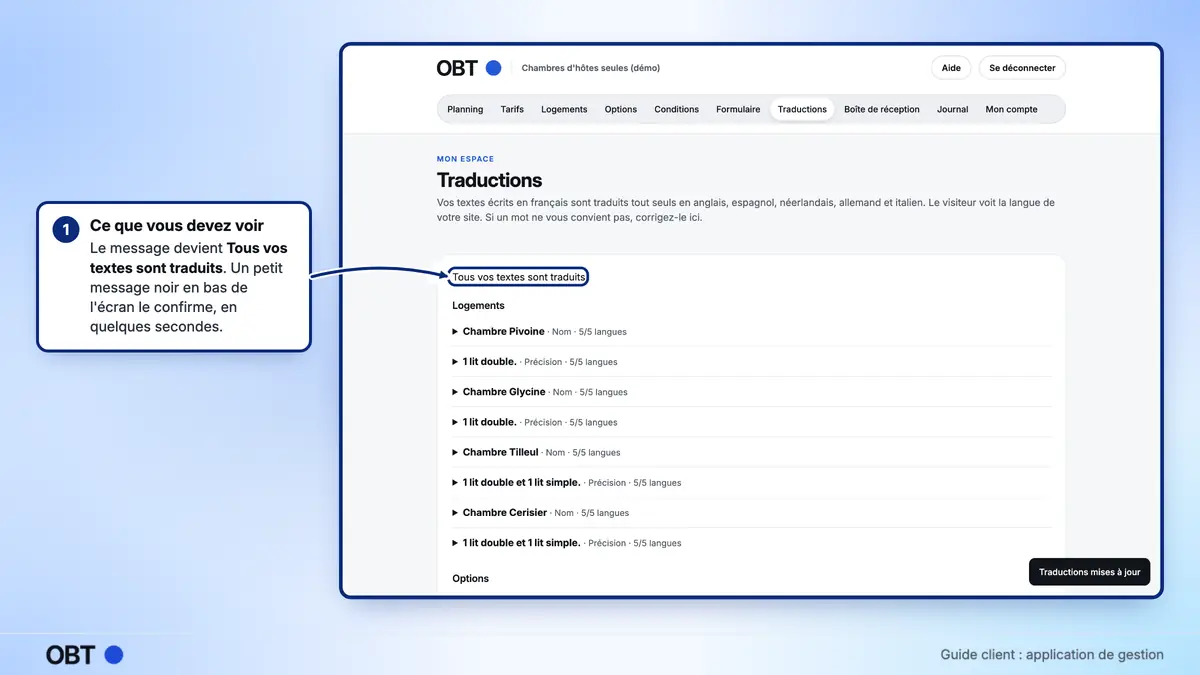 1
Ce que vous devez voir
Le message devient Tous vos
textes sont traduits. Un petit
message noir en bas de
l'écran le confirme, en
quelques secondes.
OBT
Chambres d'hôtes seules (démo)
Aide
Se déconnecter
Planning
Tarifs
Logements
Options
Conditions
Formulaire
Traductions
Boîte de réception
Journal
Mon compte
MON ESPACE
Traductions
Vos textes écrits en français sont traduits tout seuls en anglais, espagnol, néerlandais, allemand et italien. Le visiteur voit la langue de
votre site. Si un mot ne vous convient pas, corrigez-le ici.
Tous vos textes sont traduits
Logements
Chambre Pivoine · Nom · 5/5 langues
1 lit double. · Précision · 5/5 langues
Chambre Glycine · Nom · 5/5 langues
1 lit double. · Précision · 5/5 langues
Chambre Tilleul · Nom · 5/5 langues
1 lit double et 1 lit simple. · Précision · 5/5 langues
Chambre Cerisier · Nom · 5/5 langues
1 lit double et 1 lit simple. · Précision · 5/5 langues
Options
Traductions mises à jour
OBT
Guide client : application de gestion